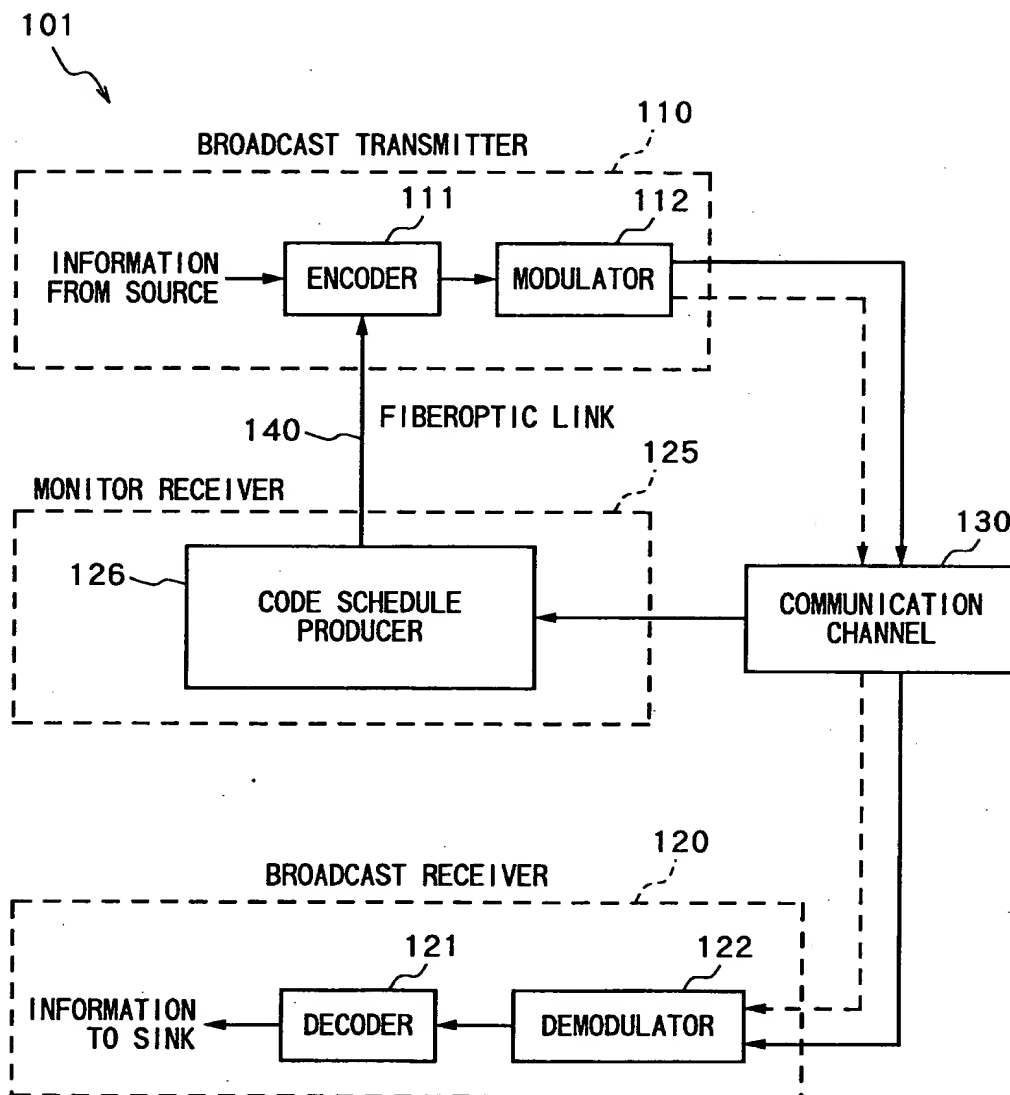 101
110
BROADCAST TRANSMITTER
111
112
INFORMATION
FROM SOURCE
ENCODER
MODULATOR
FIBEROPTIC LINK
140
125
MONITOR RECEIVER
130
126
CODE SCHEDULE
PRODUCER
COMMUNICATION
CHANNEL
120
BROADCAST RECEIVER
121
122
INFORMATION
TO SINK
DECODER
DEMODULATOR